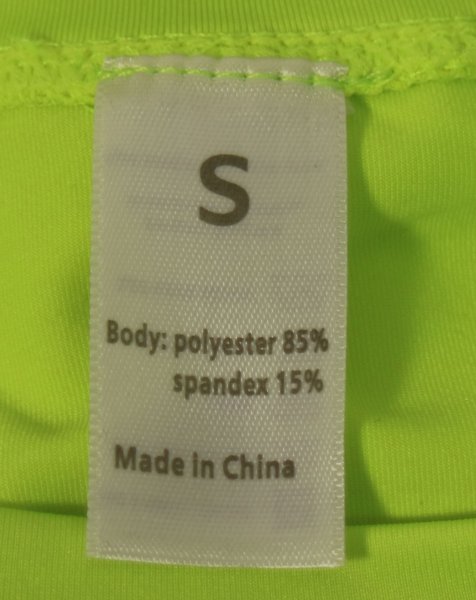 S
Body: polyester 85%
spandex 15%
Made in China